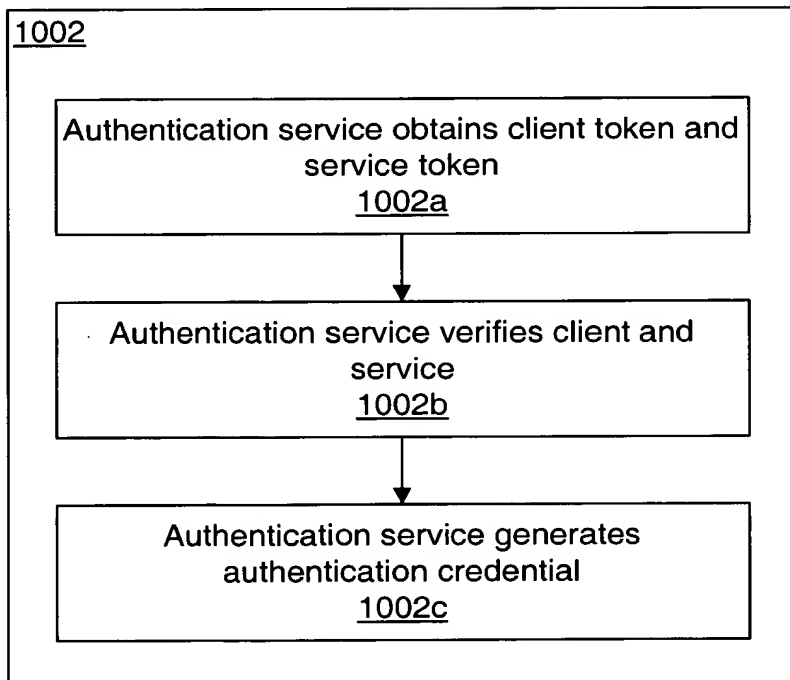 1002
Authentication service obtains client token and
service token
1002a
Authentication service verifies client and
service
1002b
Authentication service generates
authentication credential
1002c